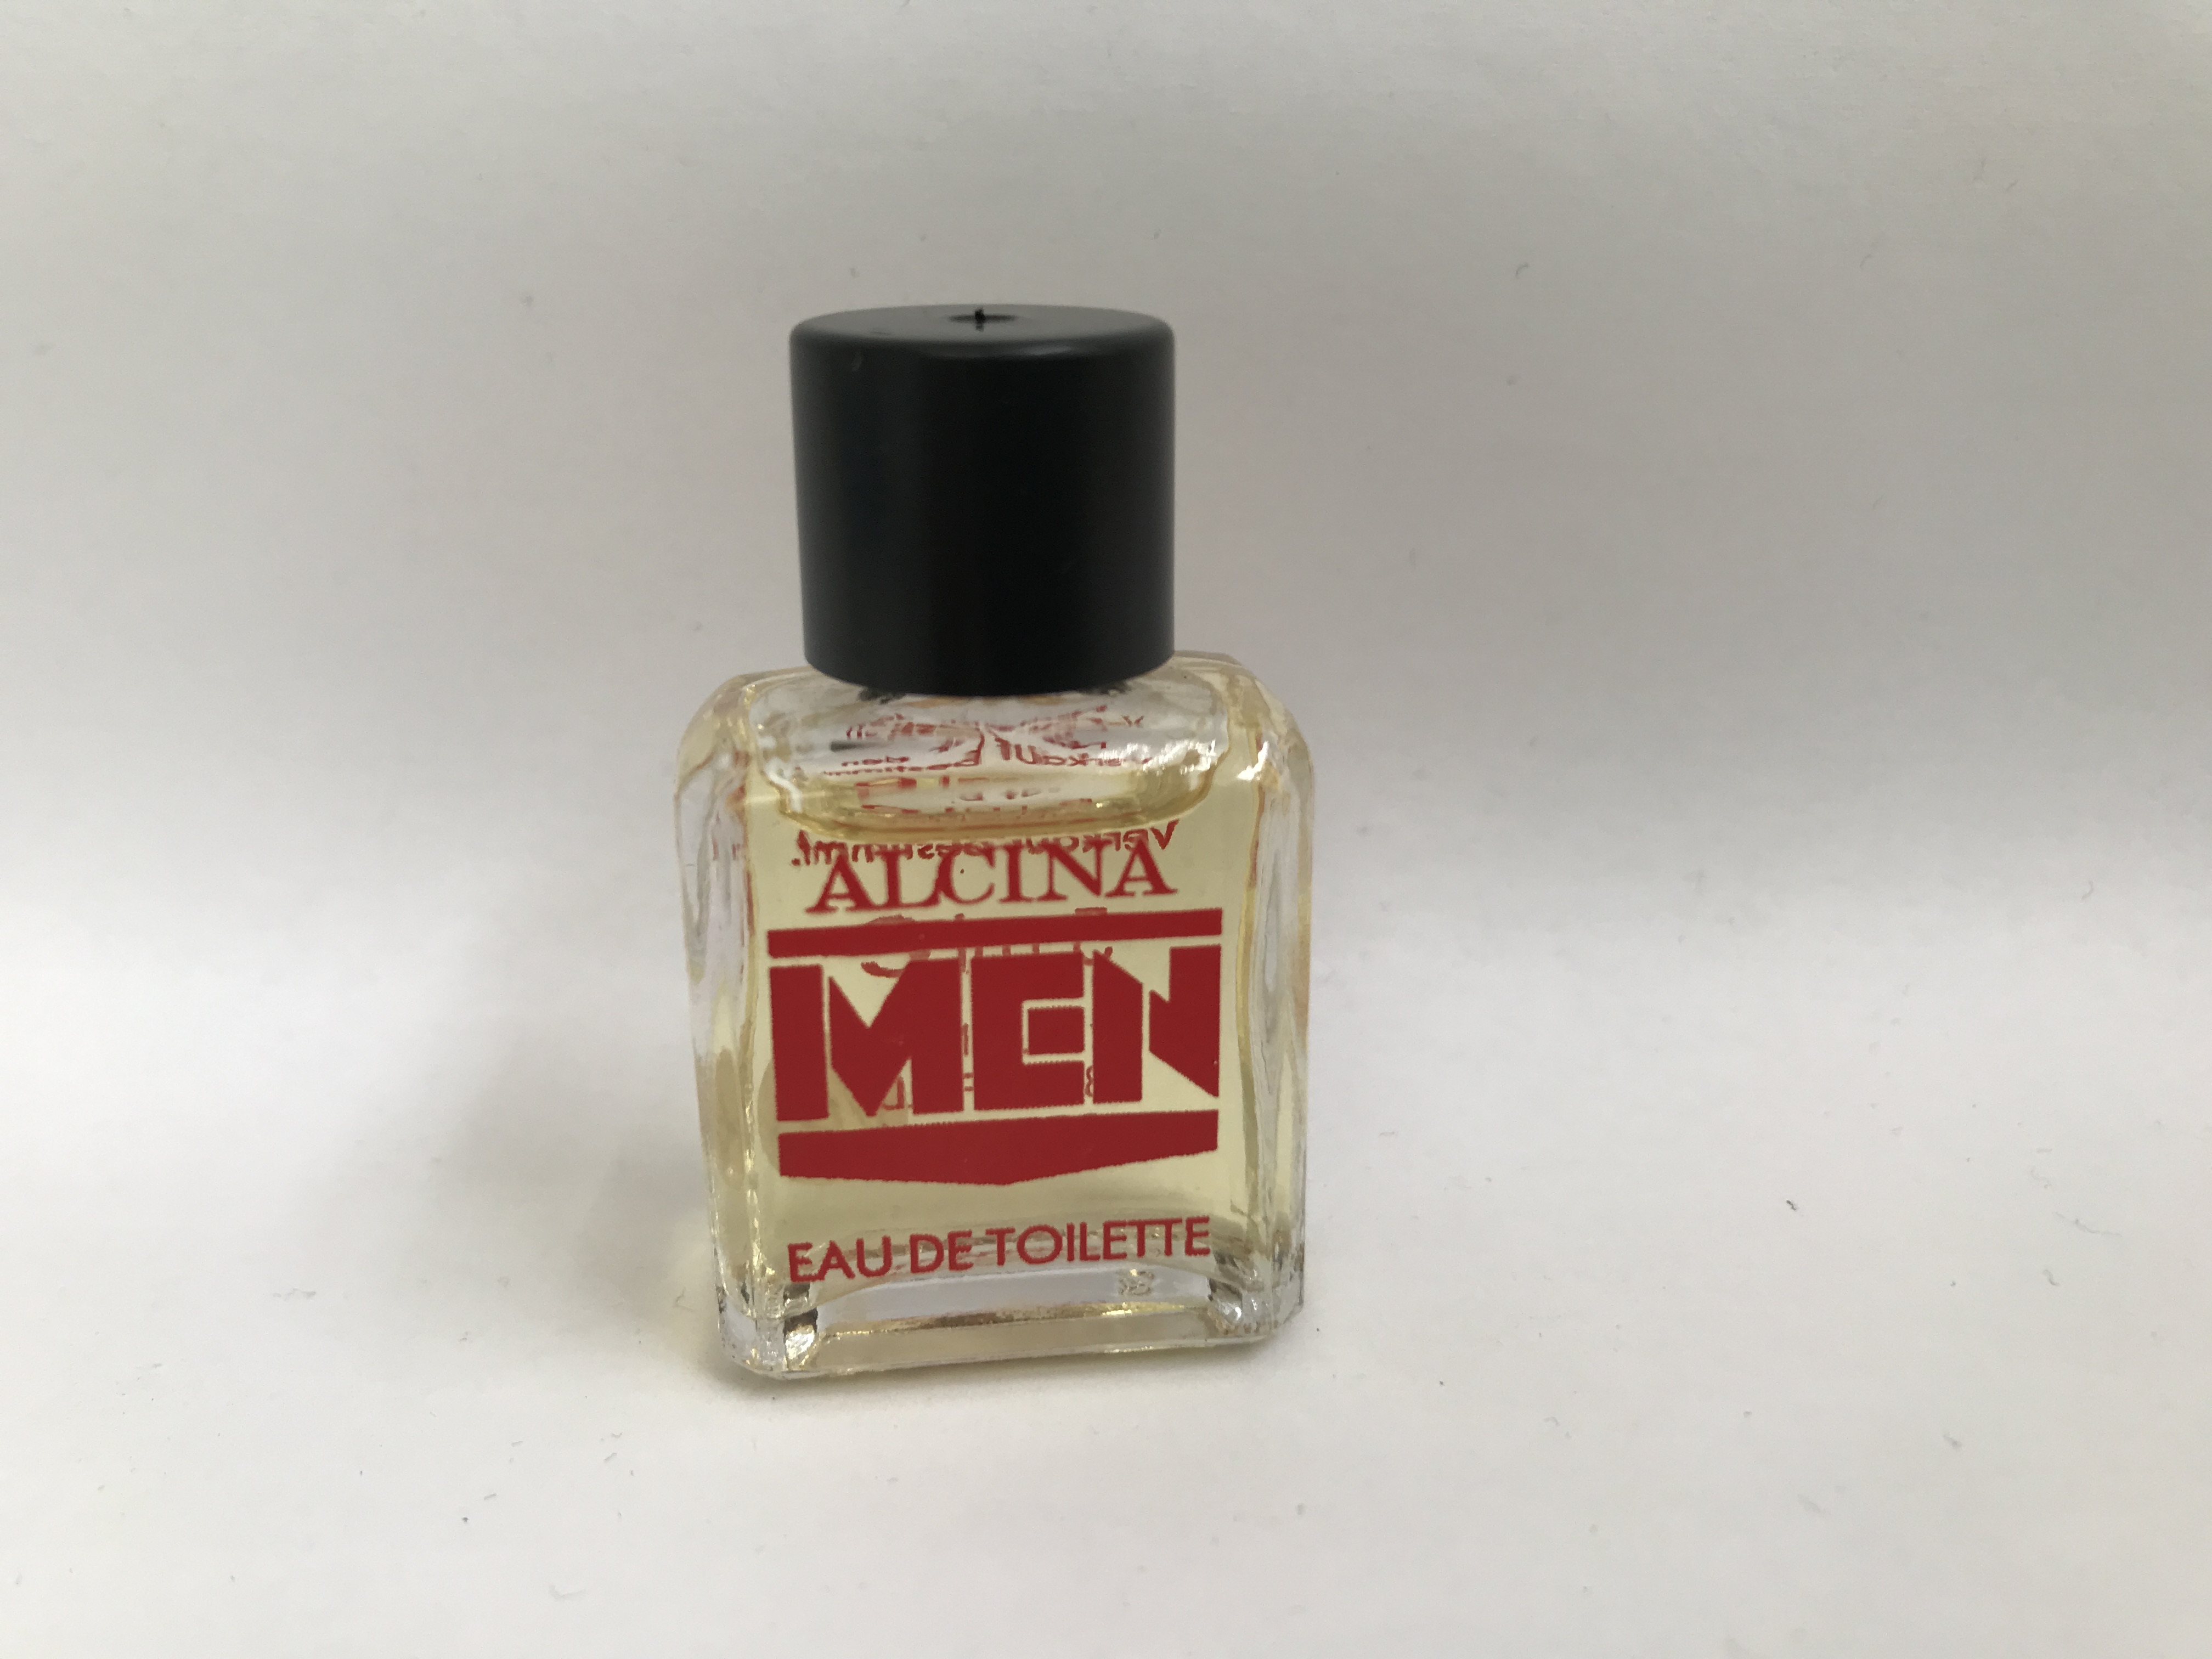 ALCINA
MEN
EAU DE TOILETTE